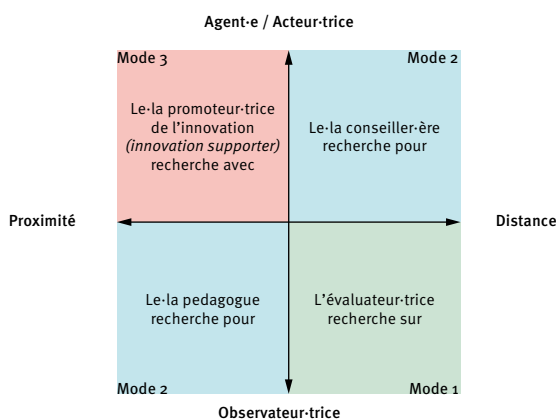 Agent·e / Acteur·trice
Mode 3
Mode 2
Le·la promoteur·trice
de l'innovation
(innovation supporter)
recherche avec
Le·la conseiller·ère
recherche pour
Proximité
Distance
Le·la pedagogue
recherche pour
L'évaluateur·trice
recherche sur
Mode 2
Mode 1
Observateur·trice